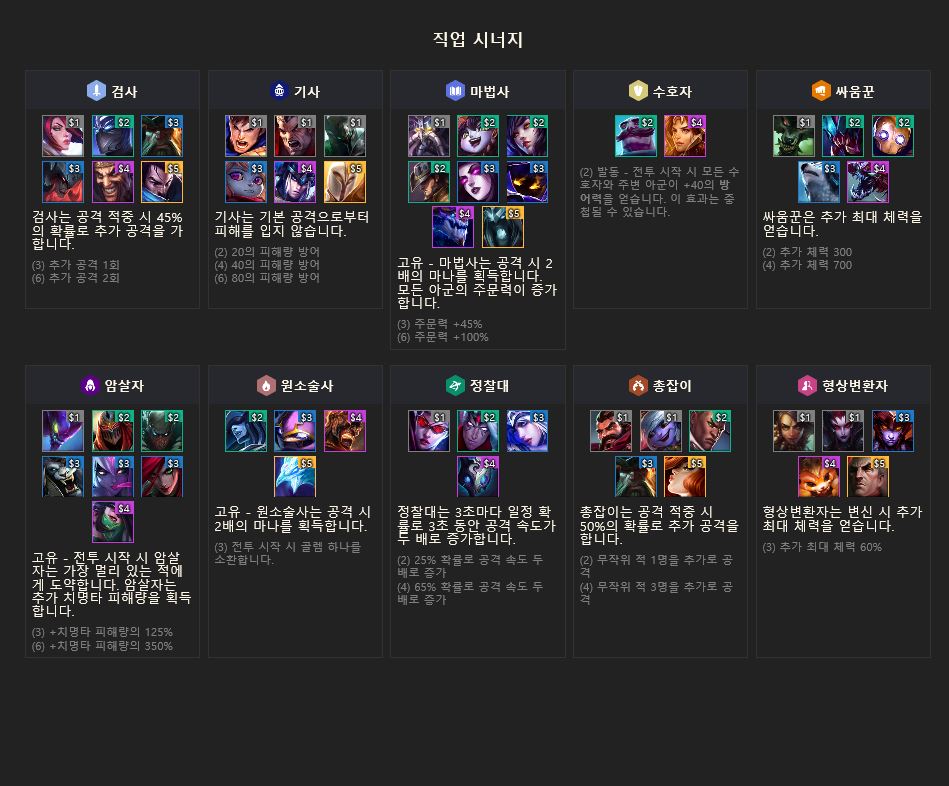 직업 시너지
검사
$1 $2 $3
$3 $4 $5
검사는 공격 적중 시 45%
의 확률로 추가 공격을 가
합니다.
(3) 추가 공격 1회
(6) 추가 공격 2회
기사
$1 $1 $1
$3 $4 $5
기사는 기본 공격으로부터
피해를 입지 않습니다.
(2) 20의 피해량 방어
(4) 40의 피해량 방어
(6) 80의 피해량 방어
마법사
$1 $2 $2
$2 $3 $3
$4 $5
고유 - 마법사는 공격 시 2
배의 마나를 획득합니다.
모든 아군의 주문력이 증가
합니다.
(3) 주문력 +45%
(6) 주문력 +100%
수호자
$2 $4
(2) 발동 - 전투 시작 시 모든 수
호자와 주변 아군이 +40의 방
어력을 얻습니다. 이 효과는 중
첩될 수 있습니다.
싸움꾼
$1 $2 $2
$3 $4
싸움꾼은 추가 최대 체력을
얻습니다.
(2) 추가 체력 300
(4) 추가 체력 700
암살자
$1 $2 $2
$3 $3 $3
$4
고유 - 전투 시작 시 암살
자는 가장 멀리 있는 적에
게 도약합니다. 암살자는
추가 치명타 피해량을 획득
합니다.
(3) +치명타 피해량의 125%
(6) +치명타 피해량의 350%
원소술사
$2 $3 $4
$5
고유 - 원소술사는 공격 시
2배의 마나를 획득합니다.
(3) 전투 시작 시 골렘 하나를
소환합니다.
정찰대
$1 $2 $3
$4
정찰대는 3초마다 일정 확
률로 3초 동안 공격 속도가
두 배로 증가합니다.
(2) 25% 확률로 공격 속도 두
배로 증가
(4) 65% 확률로 공격 속도 두
배로 증가
총잡이
$1 $1 $2
$3 $5
총잡이는 공격 적중 시
50%의 확률로 추가 공격을
합니다.
(2) 무작위 적 1명을 추가로 공
격
(4) 무작위 적 3명을 추가로 공
격
형상변환자
$1 $1 $3
$4 $5
형상변환자는 변신 시 추가
최대 체력을 얻습니다.
(3) 추가 최대 체력 60%